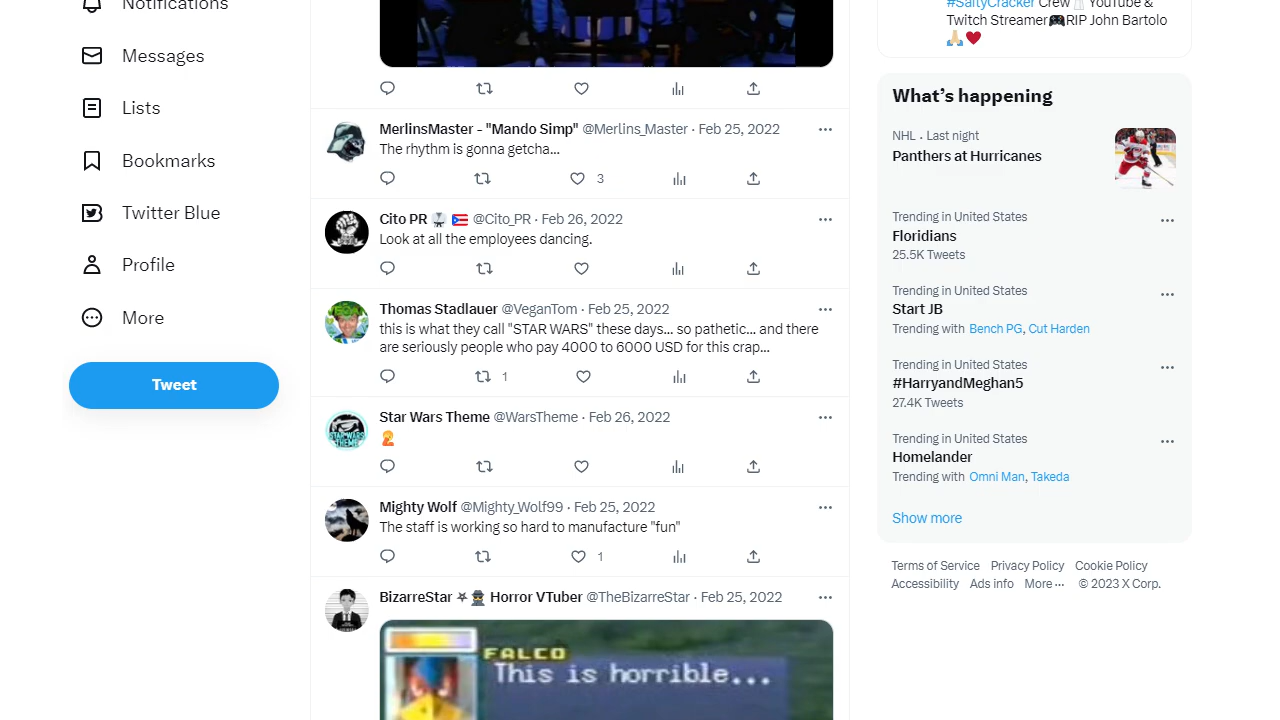 Notifications
Messages
Lists
Bookmarks
Twitter Blue
Profile
More
Tweet
MerlinsMaster - "Mando Simp" @Merlins_Master · Feb 25, 2022
The rhythm is gonna getcha...
3
Cito PR @Cito_PR · Feb 26, 2022
Look at all the employees dancing.
Thomas Stadlauer @VeganTom · Feb 25, 2022
this is what they call "STAR WARS" these days... so pathetic... and there
are seriously people who pay 4000 to 6000 USD for this crap...
1
Star Wars Theme @WarsTheme · Feb 26, 2022
STAR WARS
THEME
Mighty Wolf @Mighty_Wolf99 · Feb 25, 2022
The staff is working so hard to manufacture "fun"
1
BizarreStar Horror VTuber @TheBizarreStar · Feb 25, 2022
FALCO
This is horrible...
#SaltyCracker Crew YouTube &
Twitch Streamer RIP John Bartolo
What's happening
NHL · Last night
Panthers at Hurricanes
Trending in United States
Floridians
25.5K Tweets
Trending in United States
Start JB
Trending with Bench PG, Cut Harden
Trending in United States
#HarryandMeghan5
27.4K Tweets
Trending in United States
Homelander
Trending with Omni Man, Takeda
Show more
Terms of Service Privacy Policy Cookie Policy
Accessibility Ads info More ··· © 2023 X Corp.